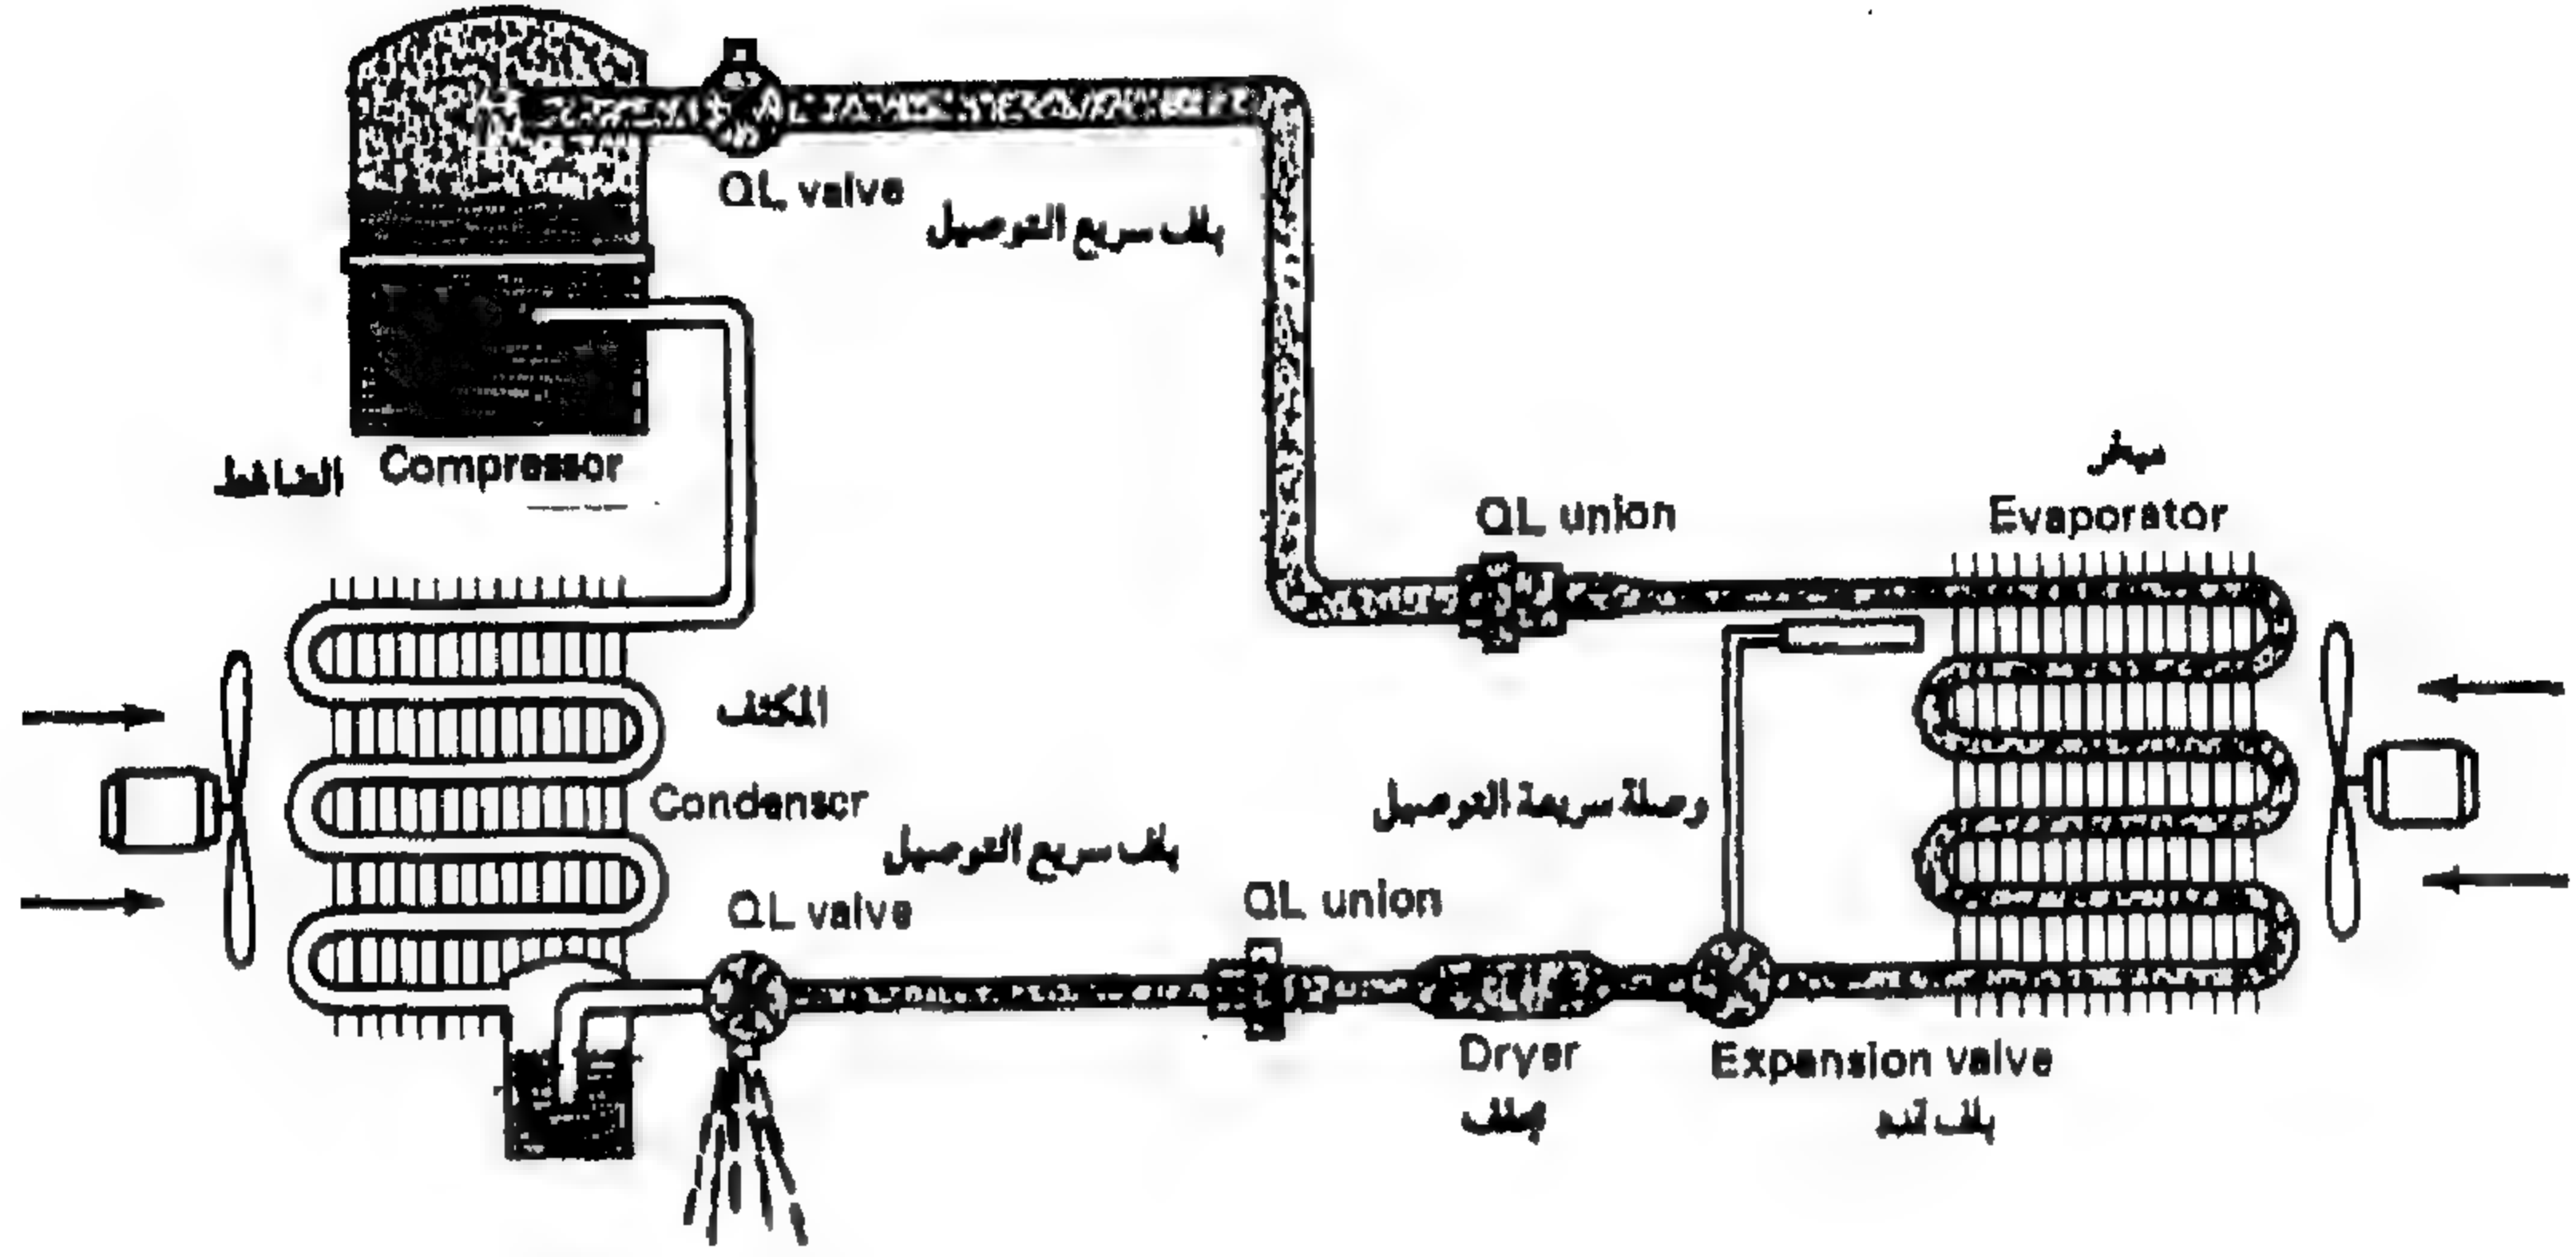 QL valve
بلف سريع التوصيل
الضاغط
Compressor
مبخر
Evaporator
QL union
المكثف
Condenser
وصلة سريعة التوصيل
بلف سريع التوصيل
QL valve
QL union
Dryer
مجفف
Expansion valve
بلف تمدد